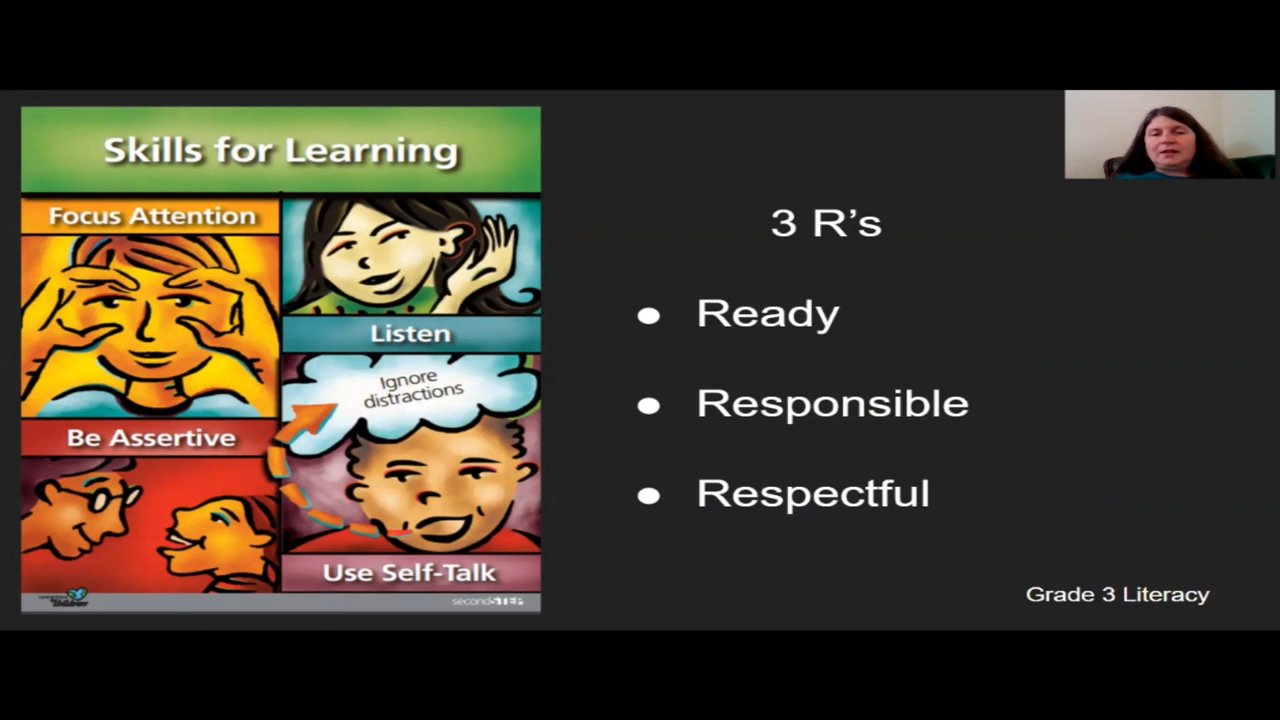 Skills for Learning
Focus Attention
Listen
Ignore
distractions
Be Assertive
Use Self-Talk
secondSTEP
3 R's
● Ready
● Responsible
● Respectful
Grade 3 Literacy